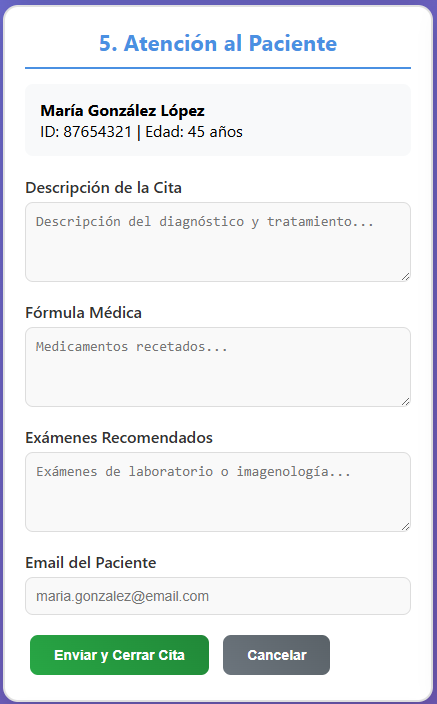 5. Atención al Paciente
María González López
ID: 87654321 | Edad: 45 años
Descripción de la Cita
Descripción del diagnóstico y tratamiento...
Fórmula Médica
Medicamentos recetados...
Exámenes Recomendados
Exámenes de laboratorio o imagenología...
Email del Paciente
maria.gonzalez@email.com
Enviar y Cerrar Cita
Cancelar